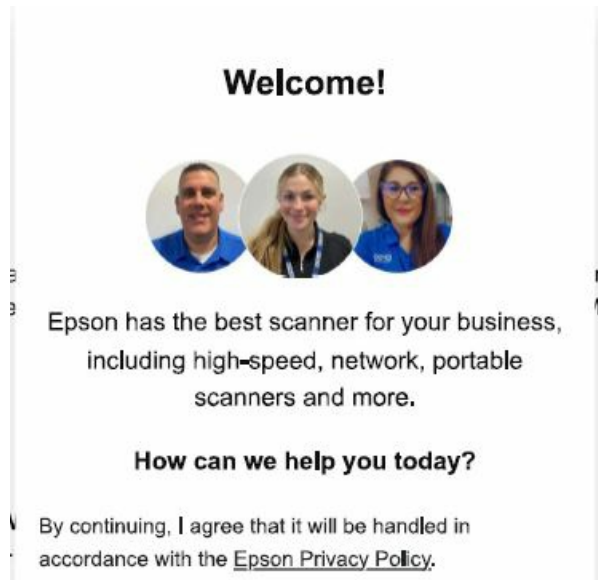 Welcome!
Epson has the best scanner for your business,
including high-speed, network, portable
scanners and more.
How can we help you today?
By continuing, I agree that it will be handled in
accordance with the Epson Privacy Policy.